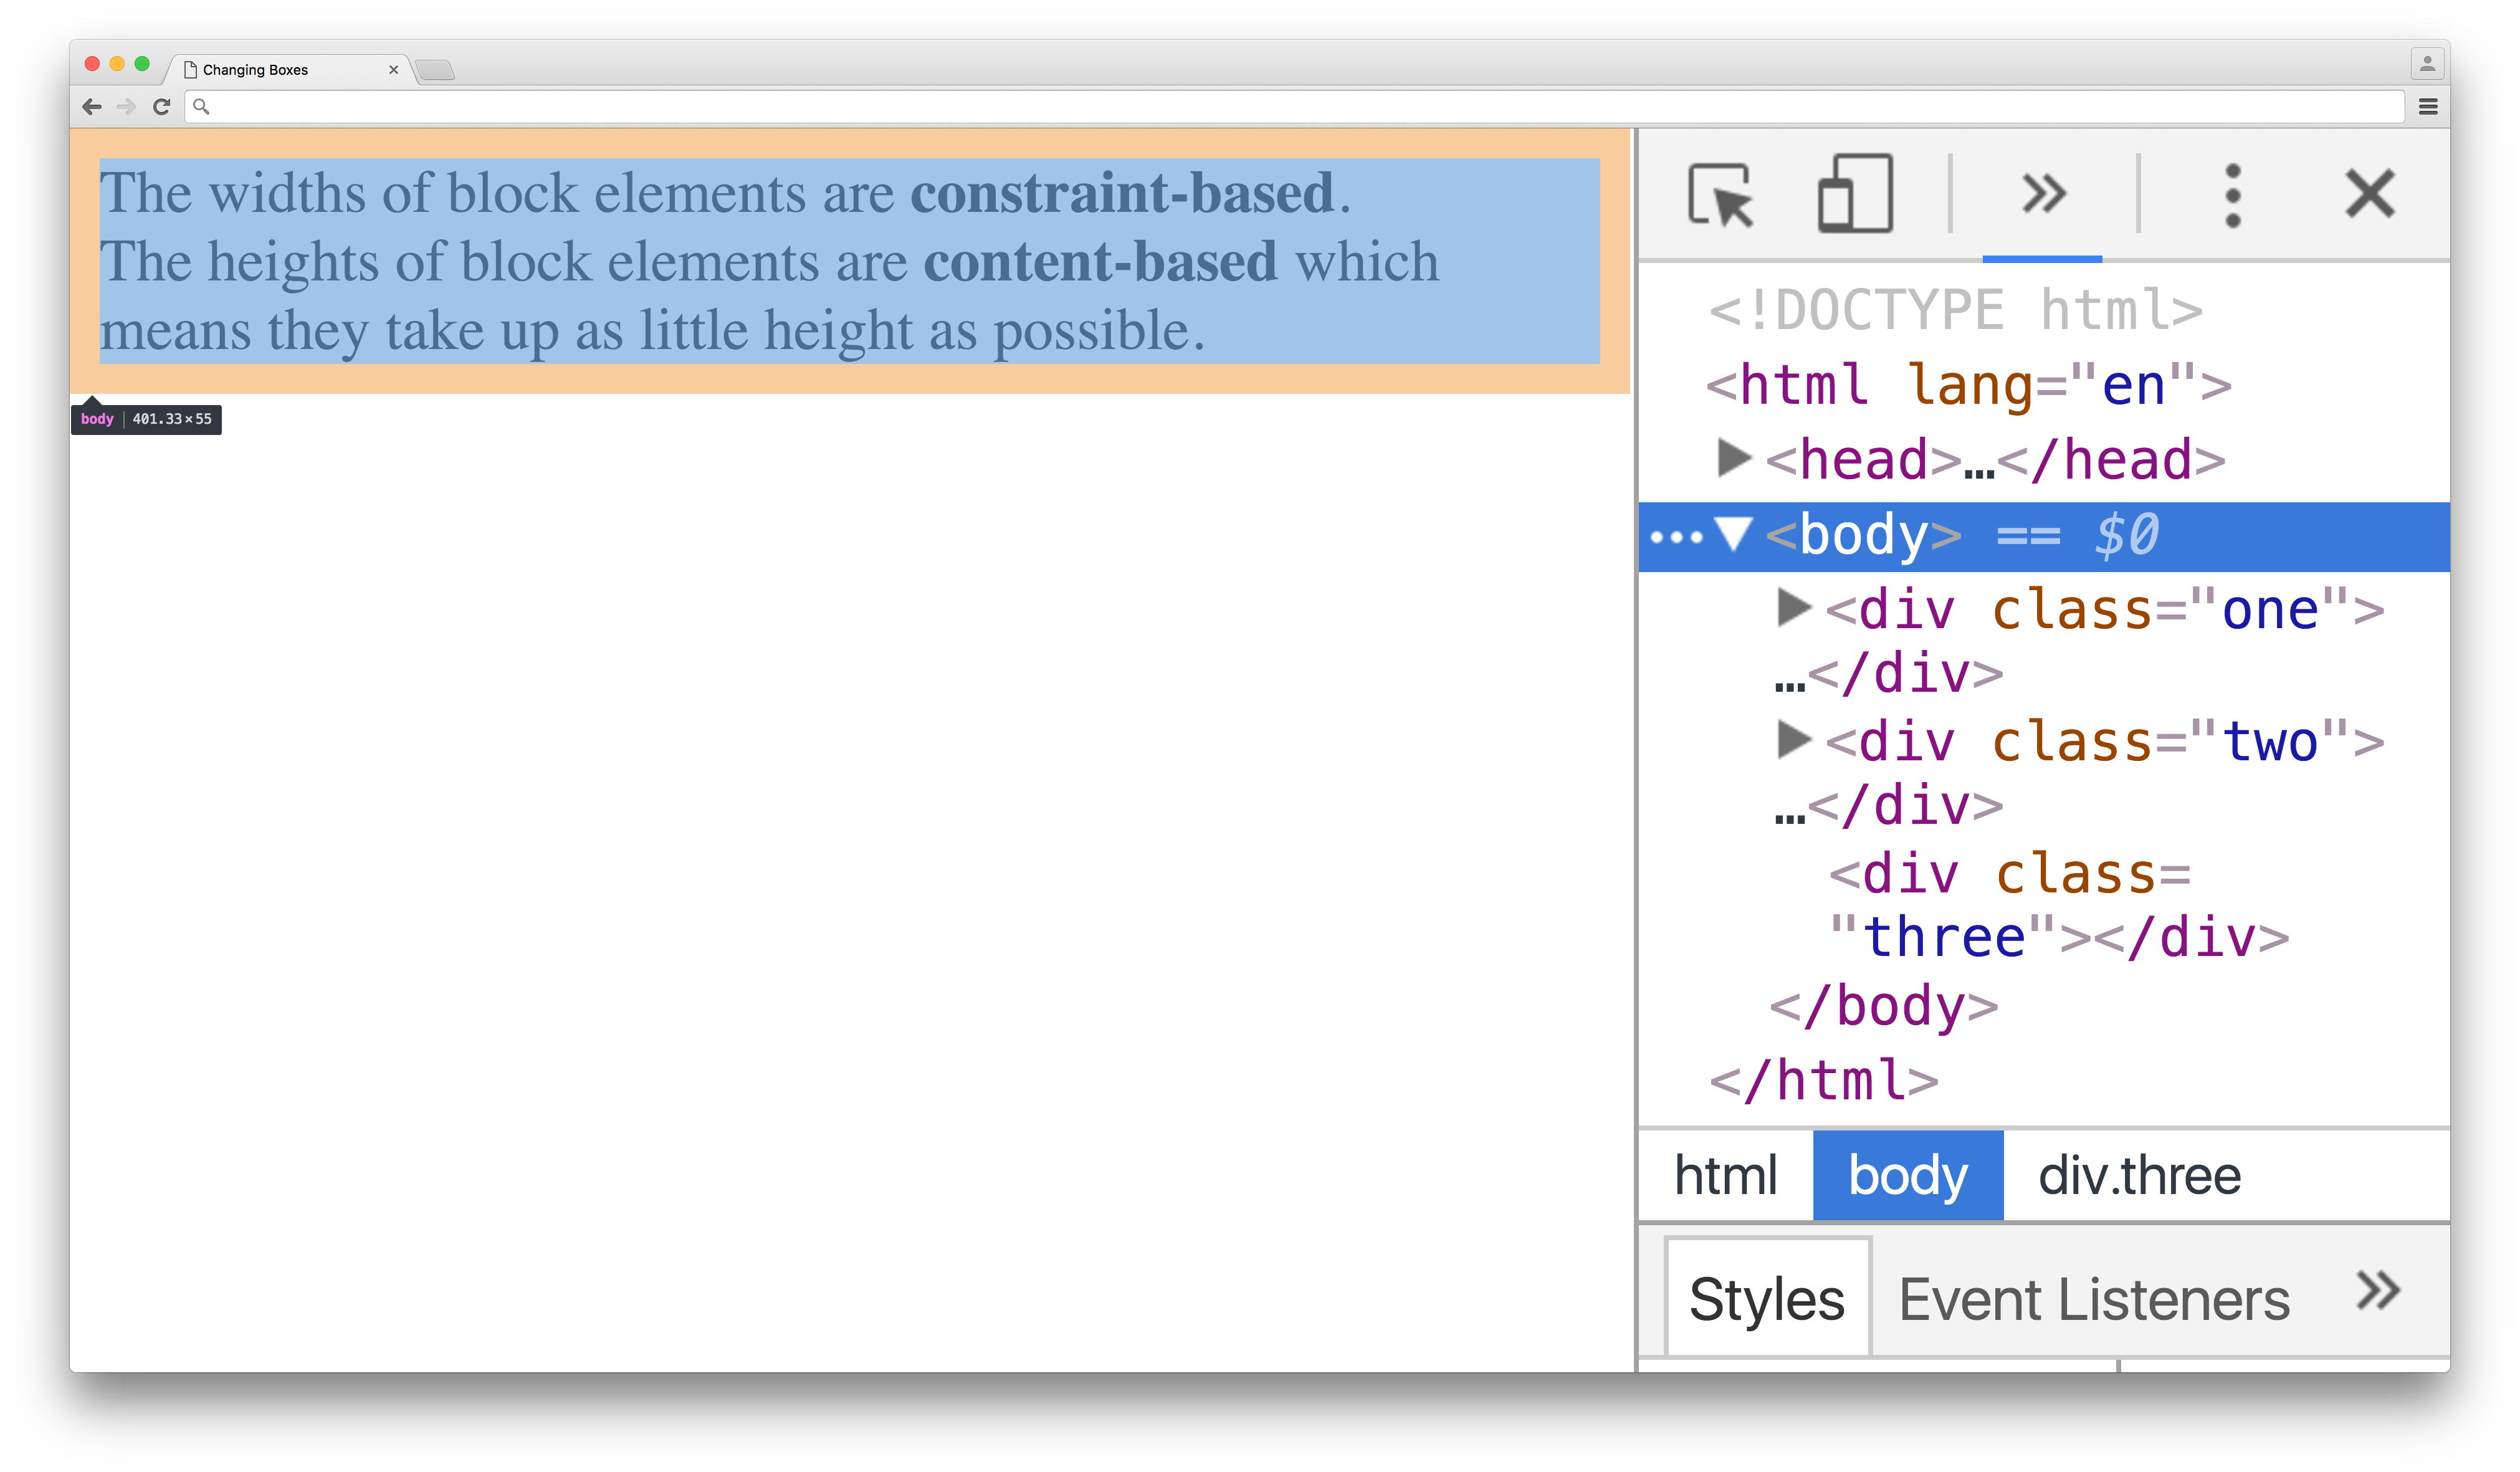 Changing Boxes
The widths of block elements are constraint-based.
The heights of block elements are content-based which
means they take up as little height as possible.
body | 401.33×55
<!DOCTYPE html>
<html lang="en">
<head>…</head>
<body> == $0
<div class="one">
…</div>
<div class="two">
…</div>
<div class=
"three"></div>
</body>
</html>
html body div.three
Styles Event Listeners